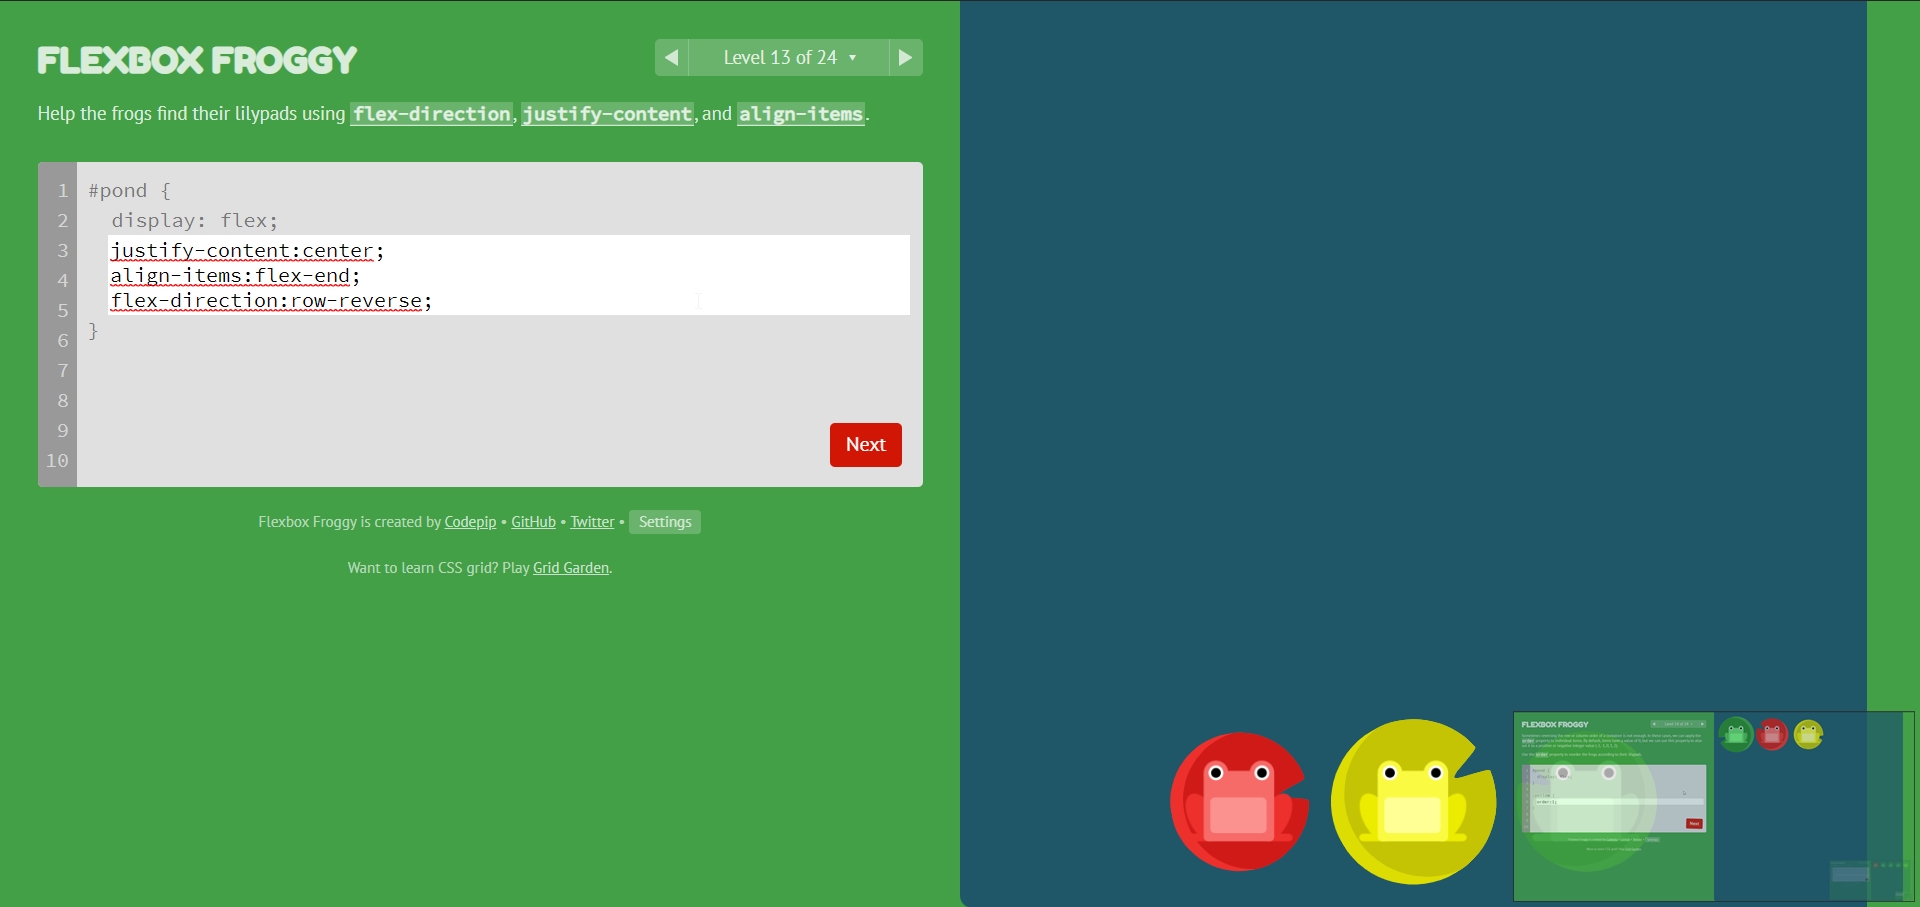 FLEXBOX FROGGY
◀ Level 13 of 24 ▾ ▶
Help the frogs find their lilypads using flex-direction, justify-content, and align-items.
1 #pond {
2 display: flex;
3 justify-content:center;
4 align-items:flex-end;
5 flex-direction:row-reverse;
6 }
7
8
9
10
Next
Flexbox Froggy is created by Codepip • GitHub • Twitter • Settings
Want to learn CSS grid? Play Grid Garden.
FLEXBOX FROGGY
Next